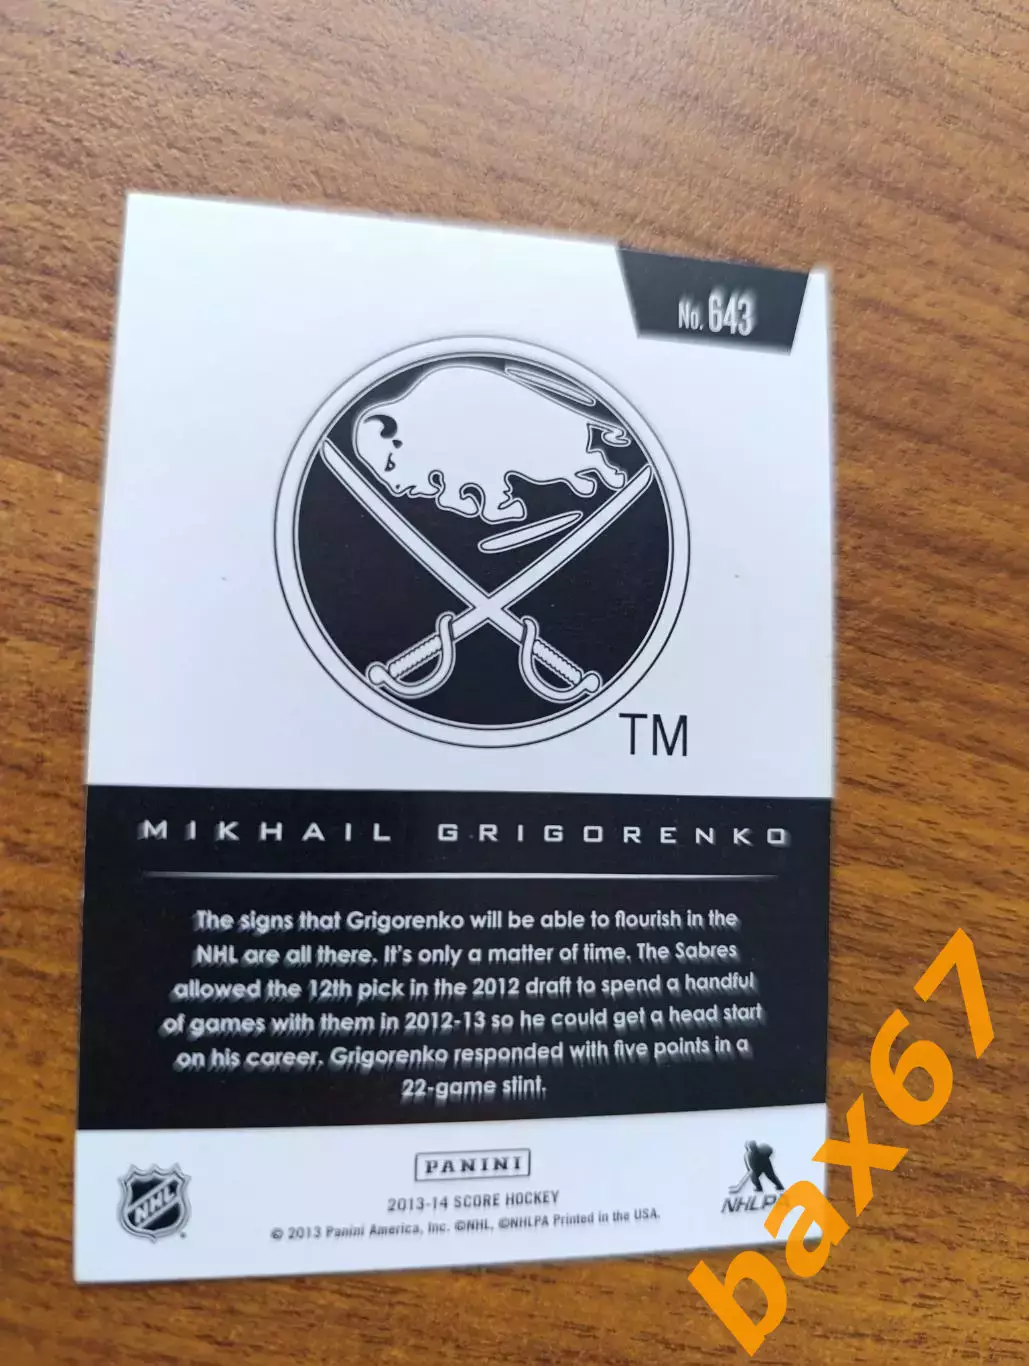 No. 643
TM
MIKHAIL GRIGORENKO
The signs that Grigorenko will be able to flourish in the
NHL are all there. It's only a matter of time. The Sabres
allowed the 12th pick in the 2012 draft to spend a handful
of games with them in 2012-13 so he could get a head start
on his career. Grigorenko responded with five points in a
22-game stint.
PANINI
NHL
2013-14 SCORE HOCKEY
© 2013 Panini America, Inc. ©NHL, ©NHLPA Printed in the USA.
NHLPA
bax67